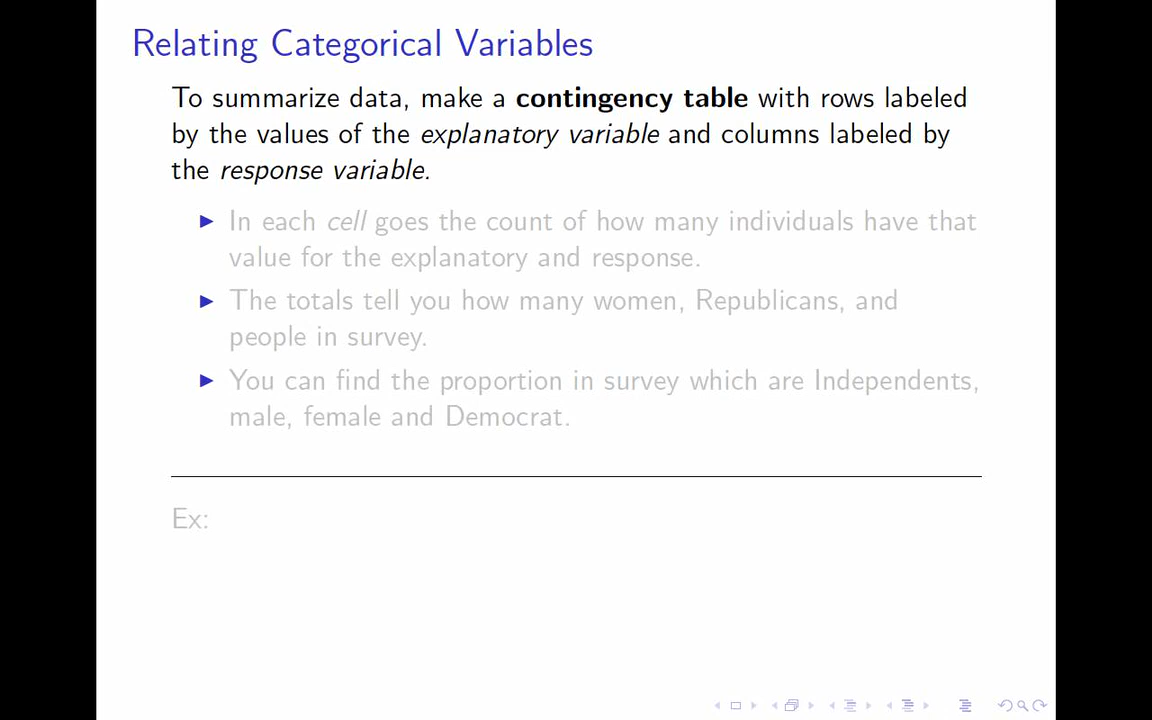 Relating Categorical Variables
To summarize data, make a contingency table with rows labeled
by the values of the explanatory variable and columns labeled by
the response variable.
In each cell goes the count of how many individuals have that
value for the explanatory and response.
The totals tell you how many women, Republicans, and
people in survey.
You can find the proportion in survey which are Independents,
male, female and Democrat.
Ex: